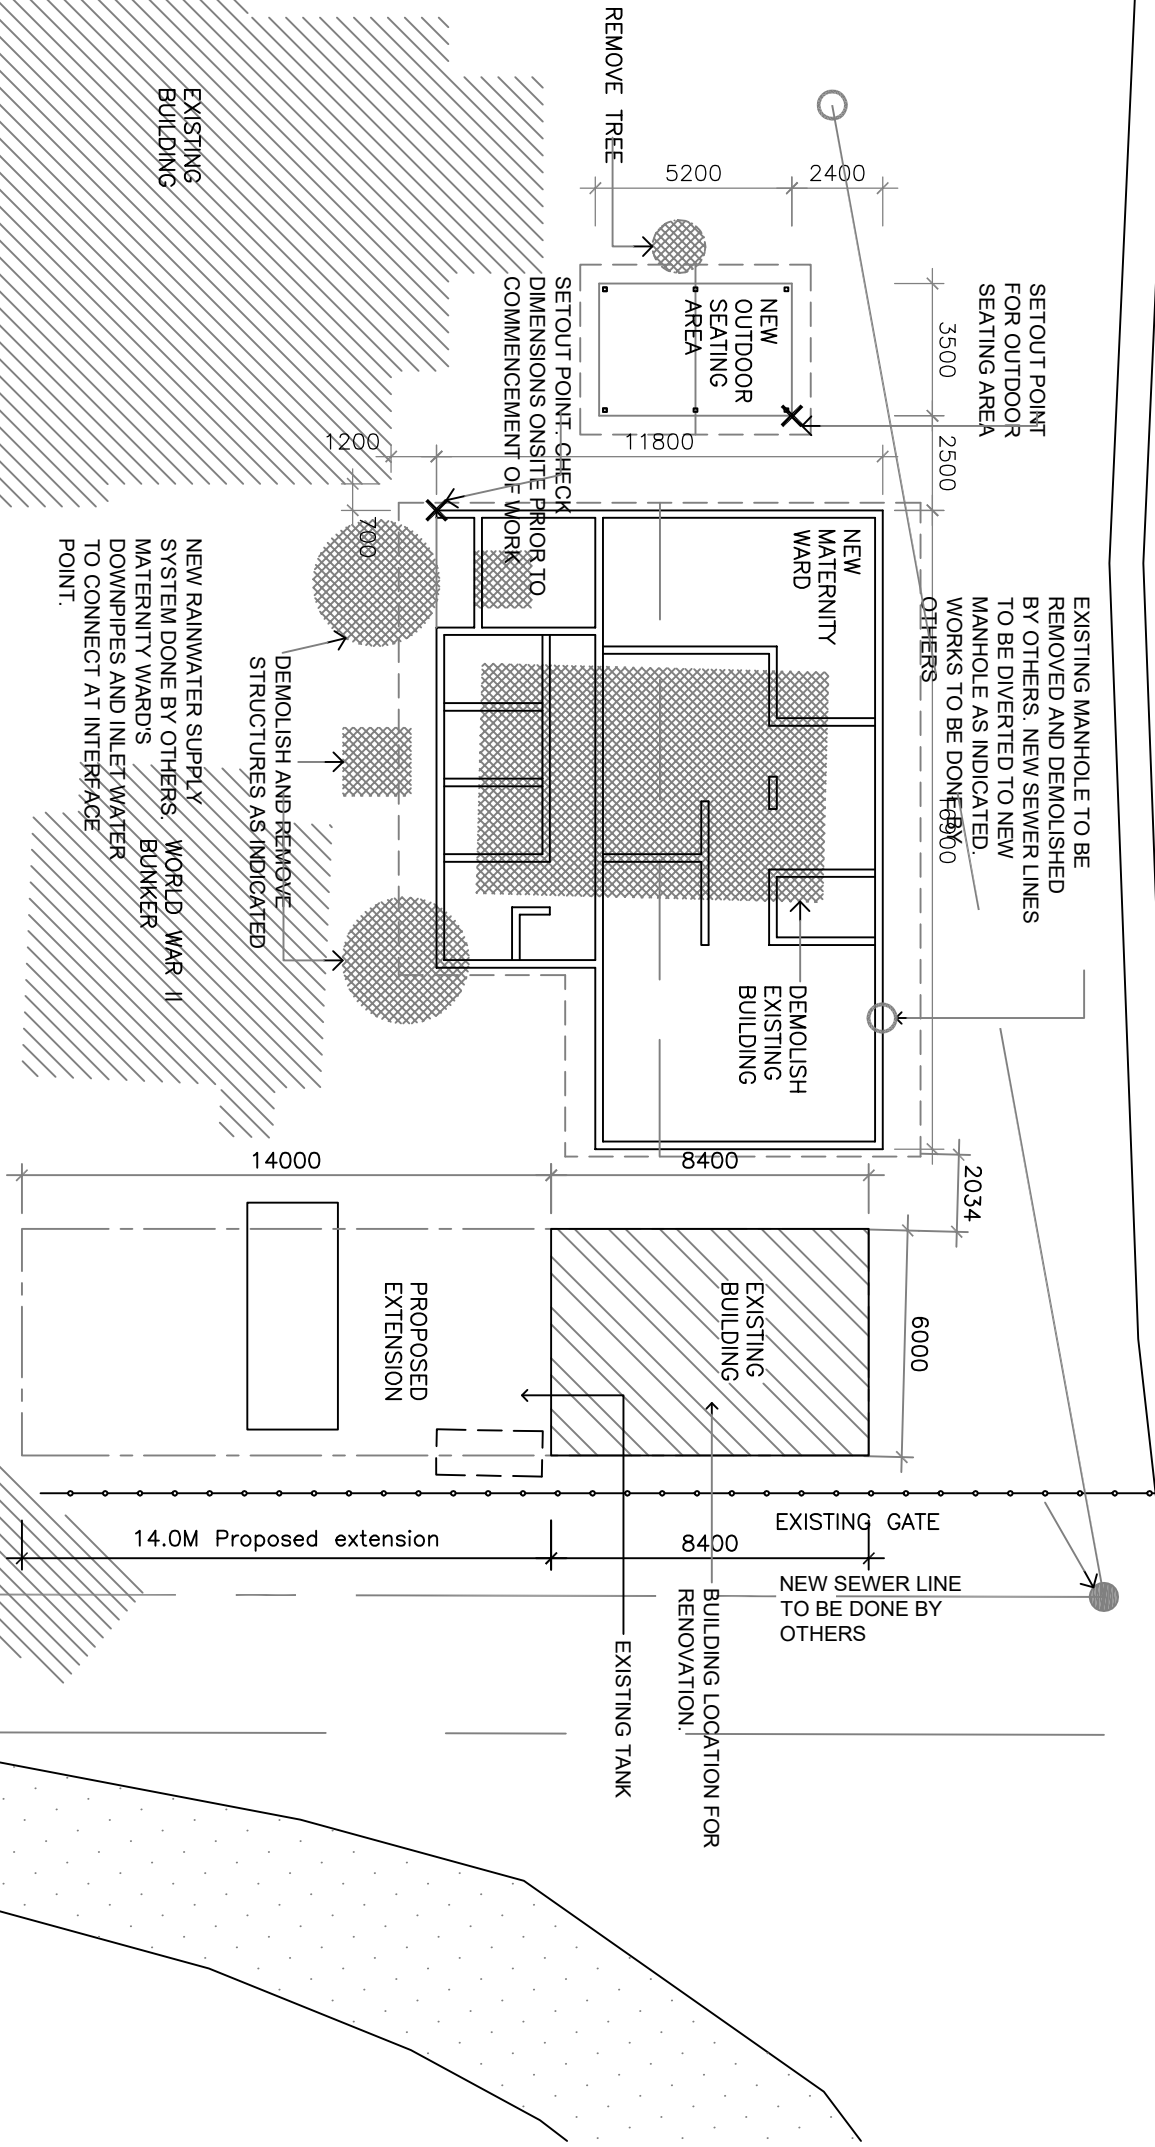 REMOVE TREE
5200
2400
EXISTING
BUILDING
SETOUT POINT
FOR OUTDOOR
SEATING AREA
3500
NEW
OUTDOOR
SEATING
AREA
SETOUT POINT. CHECK
DIMENSIONS ONSITE PRIOR TO
COMMENCEMENT OF WORK
1200
11800
2500
700
NEW
MATERNITY
WARD
EXISTING MANHOLE TO BE
REMOVED AND DEMOLISHED
BY OTHERS. NEW SEWER LINES
TO BE DIVERTED TO NEW
MANHOLE AS INDICATED.
WORKS TO BE DONE BY
OTHERS
16900
NEW RAINWATER SUPPLY
SYSTEM DONE BY OTHERS.
MATERNITY WARD'S
DOWNPIPES AND INLET WATER
TO CONNECT AT INTERFACE
POINT.
DEMOLISH AND REMOVE
STRUCTURES AS INDICATED
WORLD WAR II
BUNKER
DEMOLISH
EXISTING
BUILDING
14000
8400
2034
6000
PROPOSED
EXTENSION
EXISTING
BUILDING
EXISTING GATE
14.0M Proposed extension
8400
NEW SEWER LINE
TO BE DONE BY
OTHERS
BUILDING LOCATION FOR
RENOVATION.
EXISTING TANK